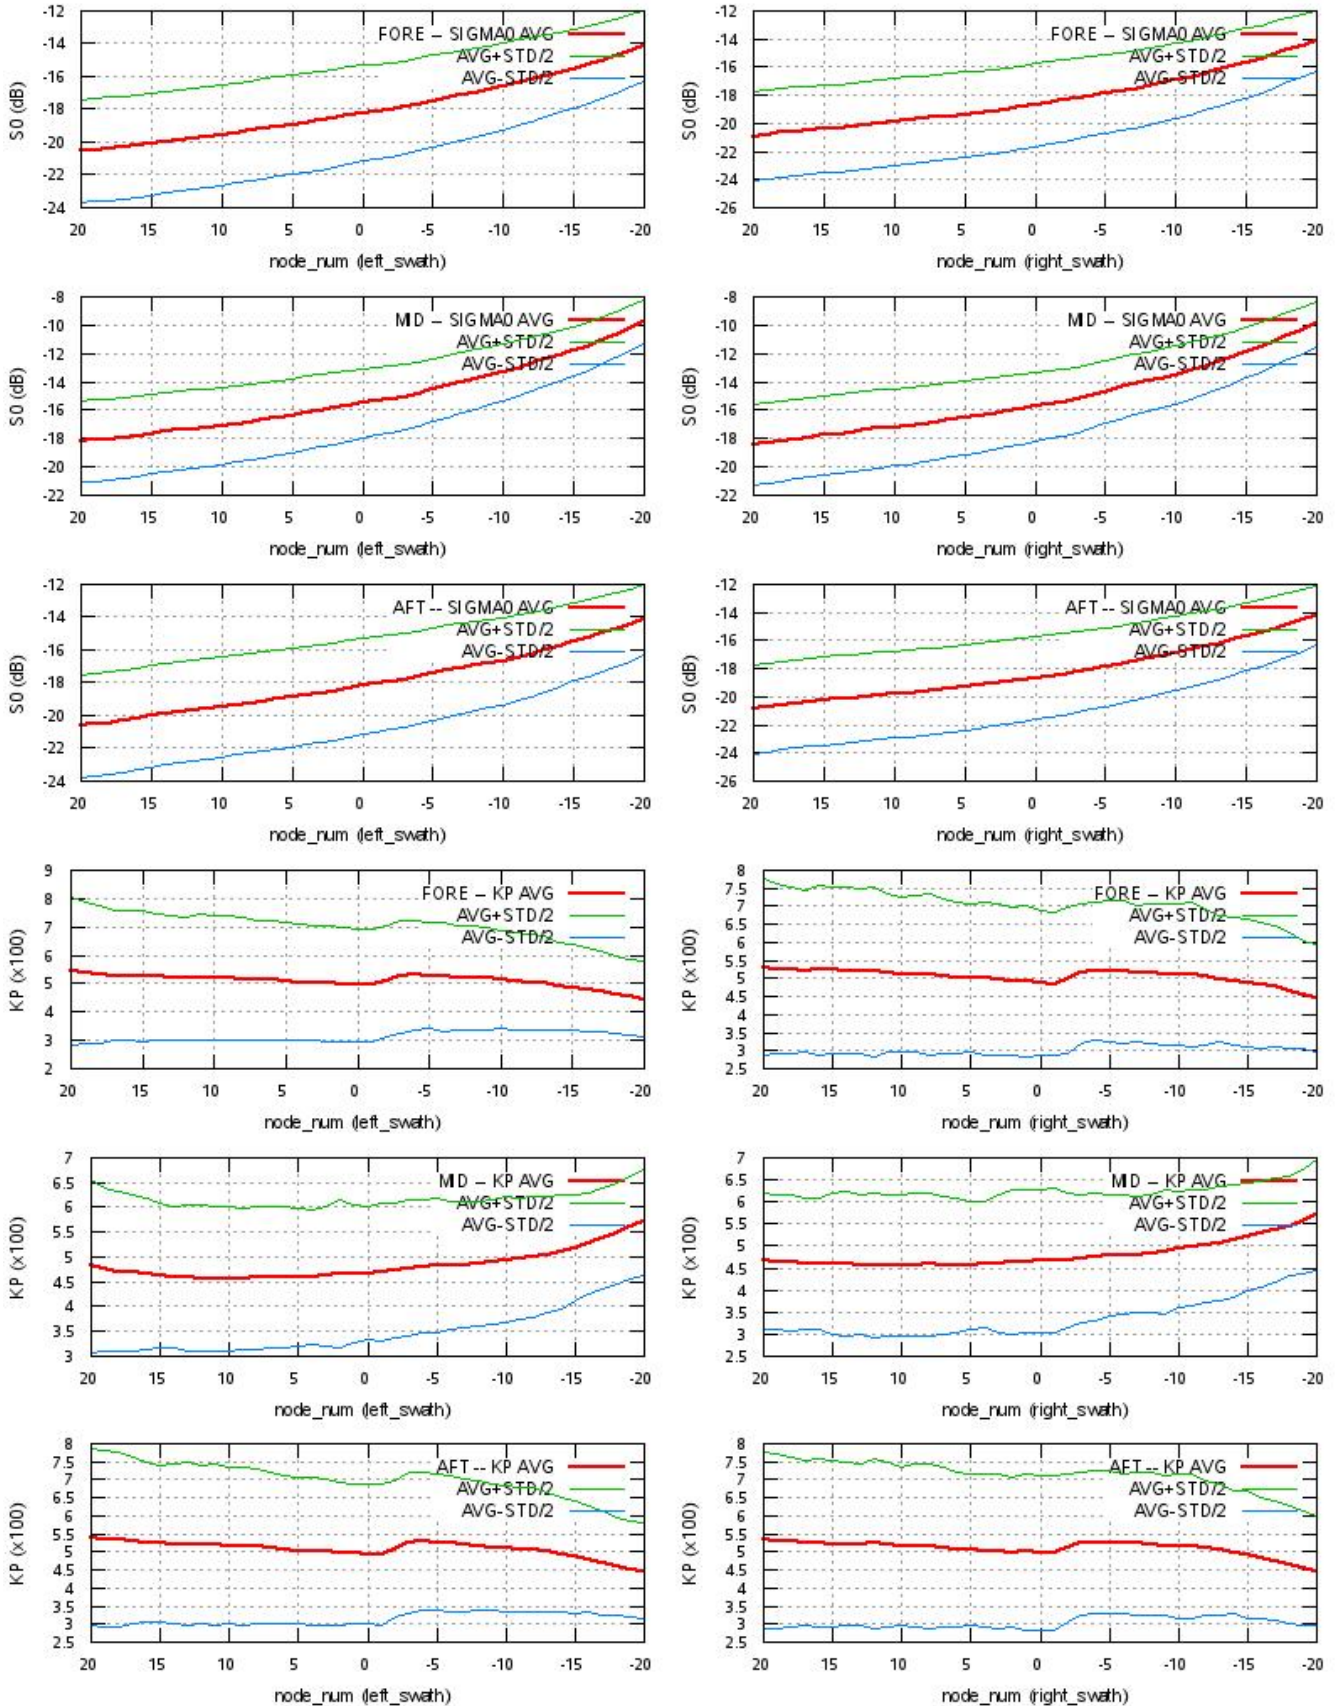 -12
-14
-16
-18
-20
-22
-24
S0 (dB)
FORE -- SIGMA0 AVG
AVG+STD/2
AVG-STD/2
20 15 10 5 0 -5 -10 -15 -20
node_num (left_swath)
-12
-14
-16
-18
-20
-22
-24
-26
S0 (dB)
FORE -- SIGMA0 AVG
AVG+STD/2
AVG-STD/2
20 15 10 5 0 -5 -10 -15 -20
node_num (right_swath)
-8
-10
-12
-14
-16
-18
-20
-22
S0 (dB)
MID -- SIGMA0 AVG
AVG+STD/2
AVG-STD/2
20 15 10 5 0 -5 -10 -15 -20
node_num (left_swath)
-8
-10
-12
-14
-16
-18
-20
-22
S0 (dB)
MID -- SIGMA0 AVG
AVG+STD/2
AVG-STD/2
20 15 10 5 0 -5 -10 -15 -20
node_num (right_swath)
-12
-14
-16
-18
-20
-22
-24
S0 (dB)
AFT -- SIGMA0 AVG
AVG+STD/2
AVG-STD/2
20 15 10 5 0 -5 -10 -15 -20
node_num (left_swath)
-12
-14
-16
-18
-20
-22
-24
-26
S0 (dB)
AFT -- SIGMA0 AVG
AVG+STD/2
AVG-STD/2
20 15 10 5 0 -5 -10 -15 -20
node_num (right_swath)
9
8
7
6
5
4
3
2
KP (x100)
FORE -- KP AVG
AVG+STD/2
AVG-STD/2
20 15 10 5 0 -5 -10 -15 -20
node_num (left_swath)
8
7.5
7
6.5
6
5.5
5
4.5
4
3.5
3
2.5
KP (x100)
FORE -- KP AVG
AVG+STD/2
AVG-STD/2
20 15 10 5 0 -5 -10 -15 -20
node_num (right_swath)
7
6.5
6
5.5
5
4.5
4
3.5
3
KP (x100)
MID -- KP AVG
AVG+STD/2
AVG-STD/2
20 15 10 5 0 -5 -10 -15 -20
node_num (left_swath)
7
6.5
6
5.5
5
4.5
4
3.5
3
2.5
KP (x100)
MID -- KP AVG
AVG+STD/2
AVG-STD/2
20 15 10 5 0 -5 -10 -15 -20
node_num (right_swath)
8
7.5
7
6.5
6
5.5
5
4.5
4
3.5
3
2.5
KP (x100)
AFT -- KP AVG
AVG+STD/2
AVG-STD/2
20 15 10 5 0 -5 -10 -15 -20
node_num (left_swath)
8
7.5
7
6.5
6
5.5
5
4.5
4
3.5
3
2.5
KP (x100)
AFT -- KP AVG
AVG+STD/2
AVG-STD/2
20 15 10 5 0 -5 -10 -15 -20
node_num (right_swath)